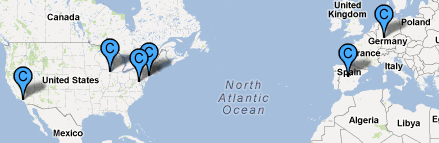 Canada
United
Kingdom
Poland
Germany
France
Italy
Spain
United States
North
Atlantic
Ocean
Algeria
Libya
Mexico
C
C
C
C
C
C